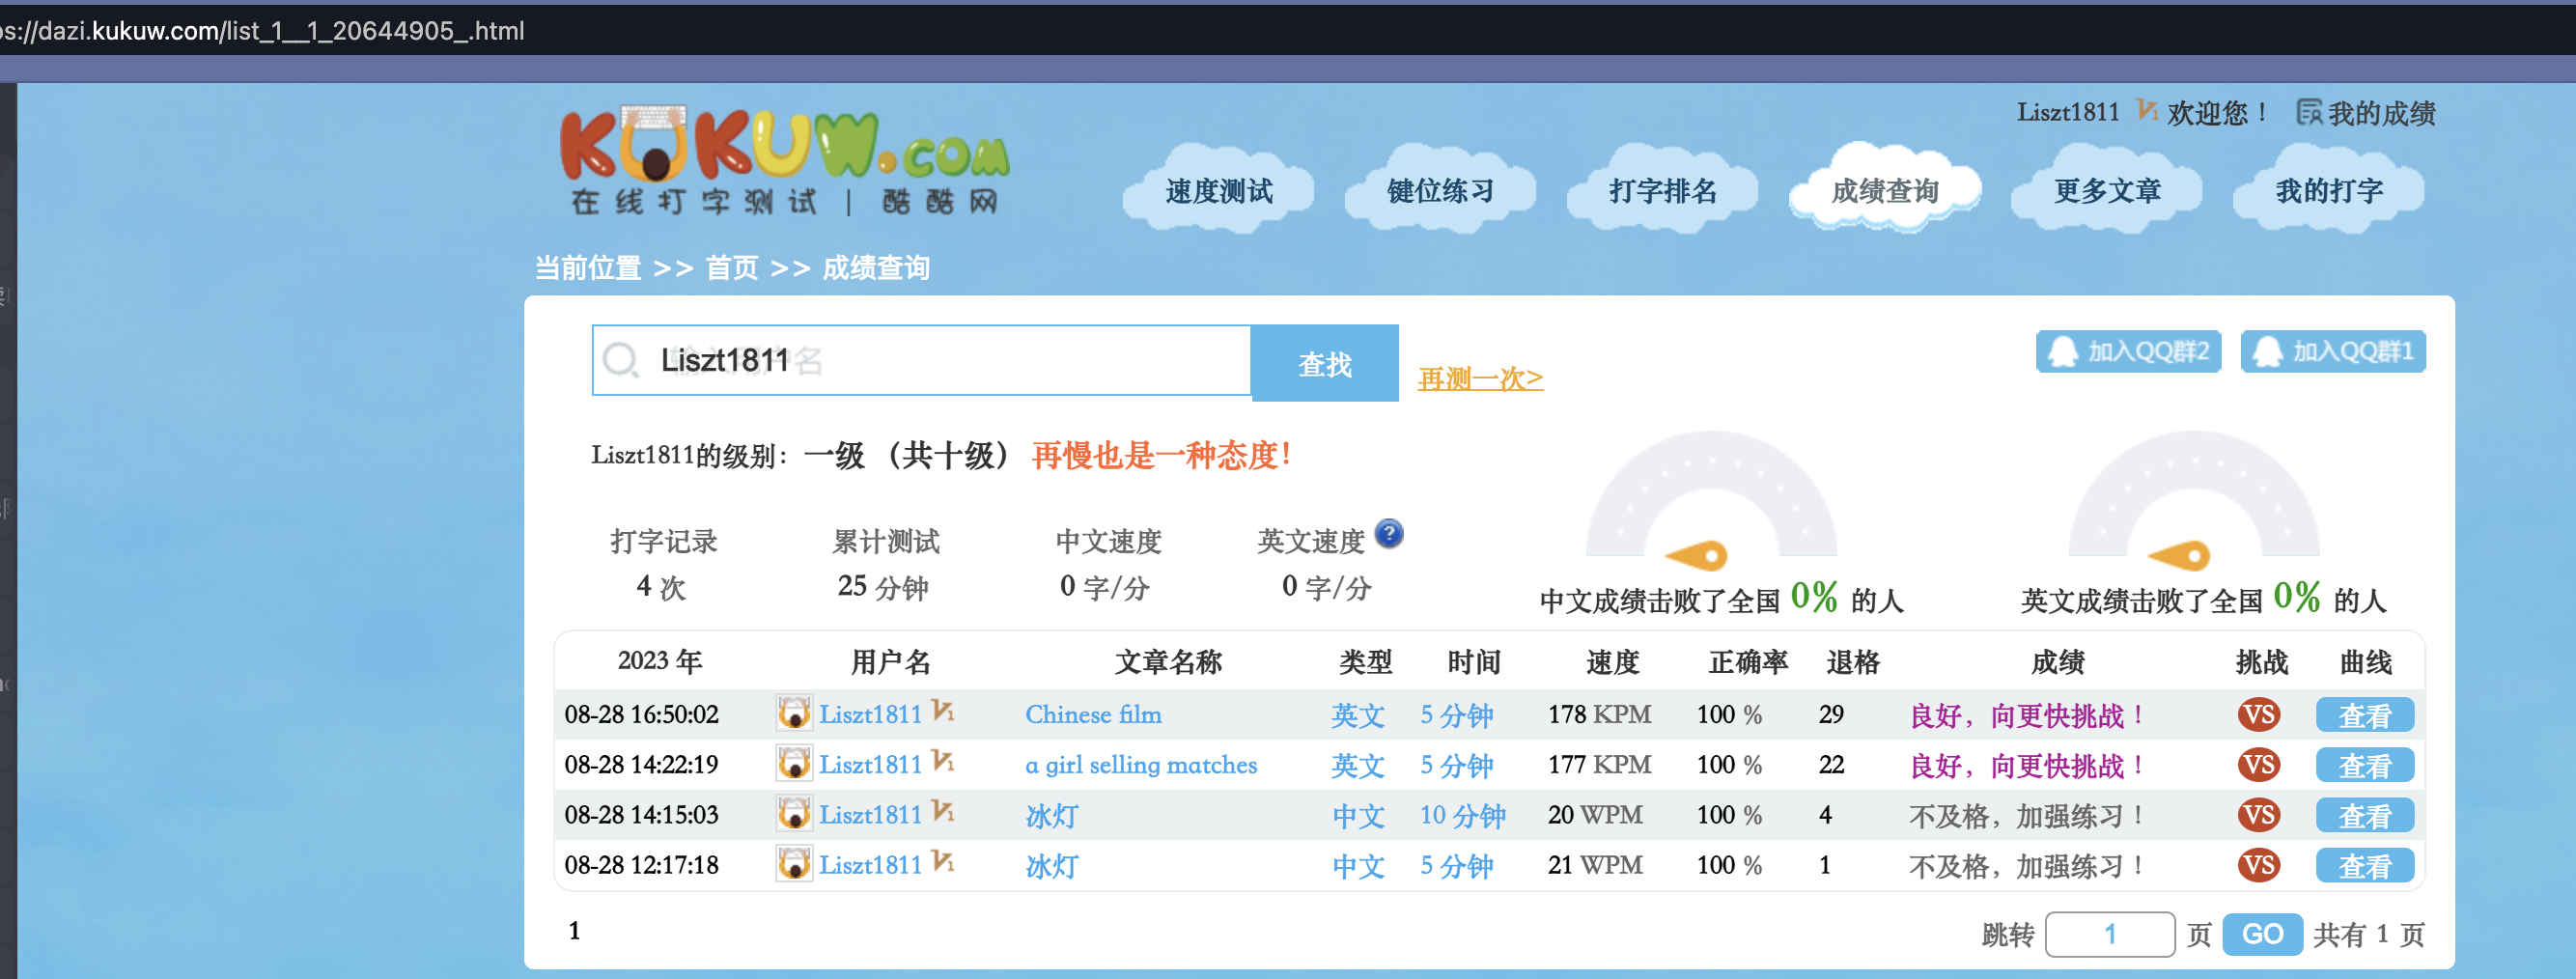 ps://dazi.kukuw.com/list_1__1_20644905_.html
Liszt1811 V1 欢迎您！ 我的成绩
KUKUW.com
在线打字测试 | 酷酷网
速度测试 键位练习 打字排名 成绩查询 更多文章 我的打字
当前位置 >> 首页 >> 成绩查询
Liszt1811 查找 再测一次> 加入QQ群2 加入QQ群1
Liszt1811的级别：一级 （共十级） 再慢也是一种态度！
打字记录 累计测试 中文速度 英文速度 ?
4 次 25 分钟 0 字/分 0 字/分
中文成绩击败了全国 0% 的人 英文成绩击败了全国 0% 的人
2023 年 用户名 文章名称 类型 时间 速度 正确率 退格 成绩 挑战 曲线
08-28 16:50:02 Liszt1811 V1 Chinese film 英文 5 分钟 178 KPM 100 % 29 良好，向更快挑战！ VS 查看
08-28 14:22:19 Liszt1811 V1 a girl selling matches 英文 5 分钟 177 KPM 100 % 22 良好，向更快挑战！ VS 查看
08-28 14:15:03 Liszt1811 V1 冰灯 中文 10 分钟 20 WPM 100 % 4 不及格，加强练习！ VS 查看
08-28 12:17:18 Liszt1811 V1 冰灯 中文 5 分钟 21 WPM 100 % 1 不及格，加强练习！ VS 查看
1 跳转 1 页 GO 共有 1 页